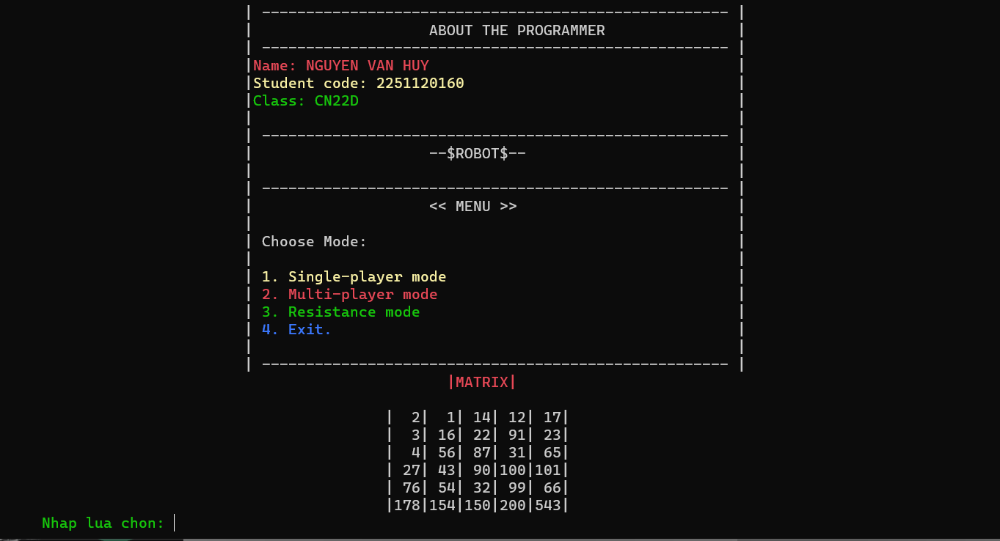 | ----------------------------------------------------- |
| ABOUT THE PROGRAMMER |
| ----------------------------------------------------- |
|Name: NGUYEN VAN HUY |
|Student code: 2251120160 |
|Class: CN22D |
| |
| ----------------------------------------------------- |
| --$ROBOT$-- |
| |
| ----------------------------------------------------- |
| << MENU >> |
| |
| Choose Mode: |
| |
| 1. Single-player mode |
| 2. Multi-player mode |
| 3. Resistance mode |
| 4. Exit. |
| |
| ----------------------------------------------------- |
|MATRIX|
| 2| 1| 14| 12| 17|
| 3| 16| 22| 91| 23|
| 4| 56| 87| 31| 65|
| 27| 43| 90|100|101|
| 76| 54| 32| 99| 66|
|178|154|150|200|543|
Nhap lua chon: